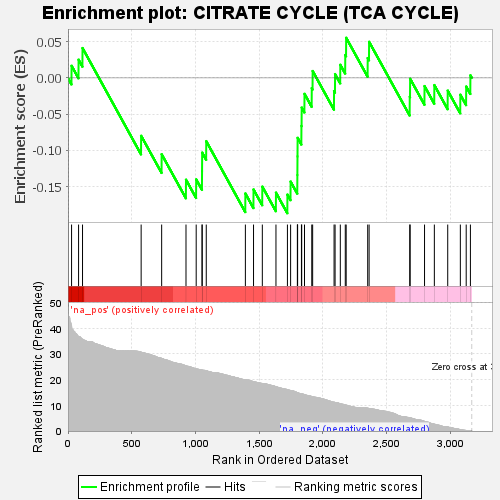 Enrichment plot: CITRATE CYCLE (TCA CYCLE)
Enrichment score (ES)
0.05
0.00
-0.05
-0.10
-0.15
'na_pos' (positively correlated)
Ranked list metric (PreRanked)
50
40
30
20
10
0
Zero cross at
'na_neg' (negatively correlated)
0
500
1,000
1,500
2,000
2,500
3,000
Rank in Ordered Dataset
Enrichment profile
Hits
Ranking metric scores